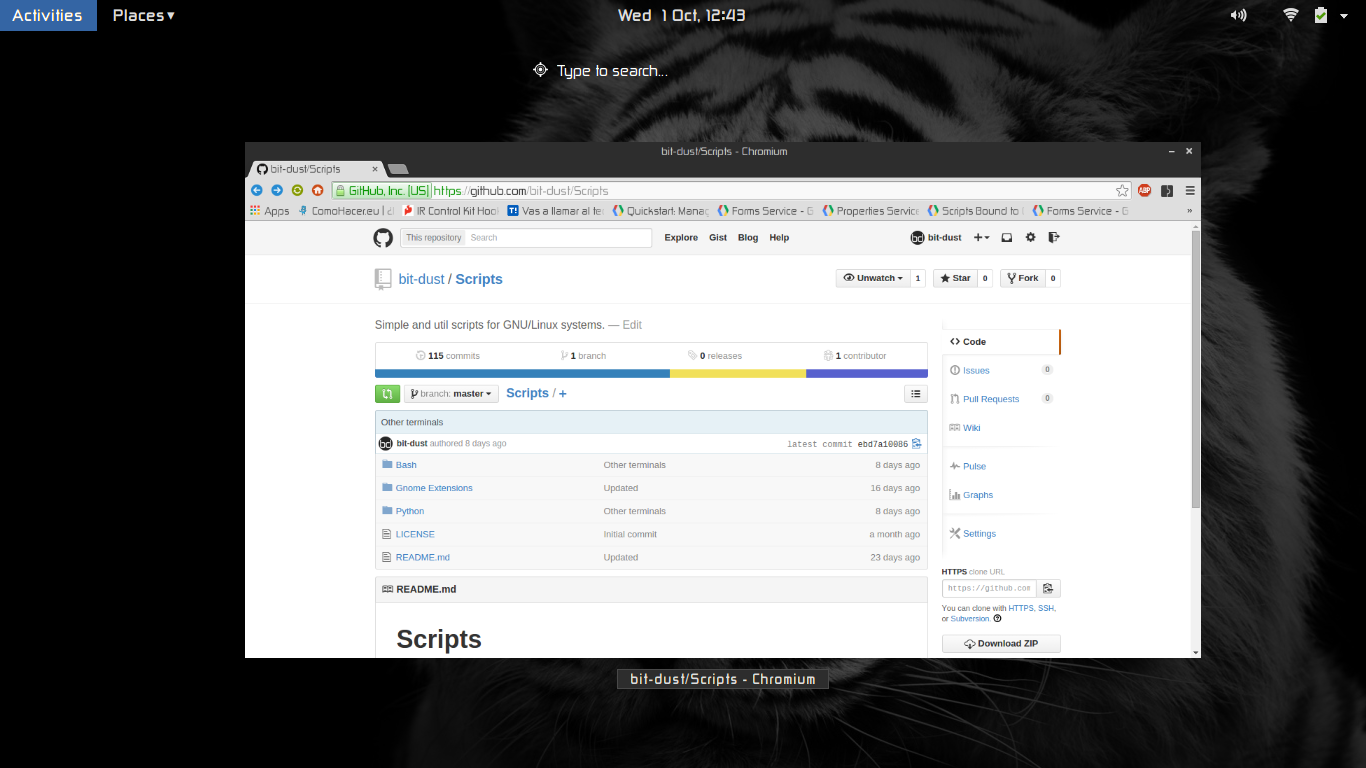 Activities Places Wed 1 Oct, 12:43
Type to search...
bit-dust/Scripts - Chromium
bit-dust/Scripts
GitHub, Inc. [US] https://github.com/bit-dust/Scripts ABP
Apps ComoHacer.eu | IR Control Kit Hoo Vas a llamar al te Quickstart: Manag Forms Service - G Properties Service Scripts Bound to Forms Service - G »
This repository Search Explore Gist Blog Help bit-dust
bit-dust / Scripts Unwatch 1 Star 0 Fork 0
Simple and util scripts for GNU/Linux systems. — Edit
115 commits 1 branch 0 releases 1 contributor
branch: master Scripts / +
Other terminals
bit-dust authored 8 days ago latest commit ebd7a10086
Bash Other terminals 8 days ago
Gnome Extensions Updated 16 days ago
Python Other terminals 8 days ago
LICENSE Initial commit a month ago
README.md Updated 23 days ago
README.md
Scripts
Code
Issues 0
Pull Requests 0
Wiki
Pulse
Graphs
Settings
HTTPS clone URL
https://github.com
You can clone with HTTPS, SSH,
or Subversion.
Download ZIP
bit-dust/Scripts - Chromium